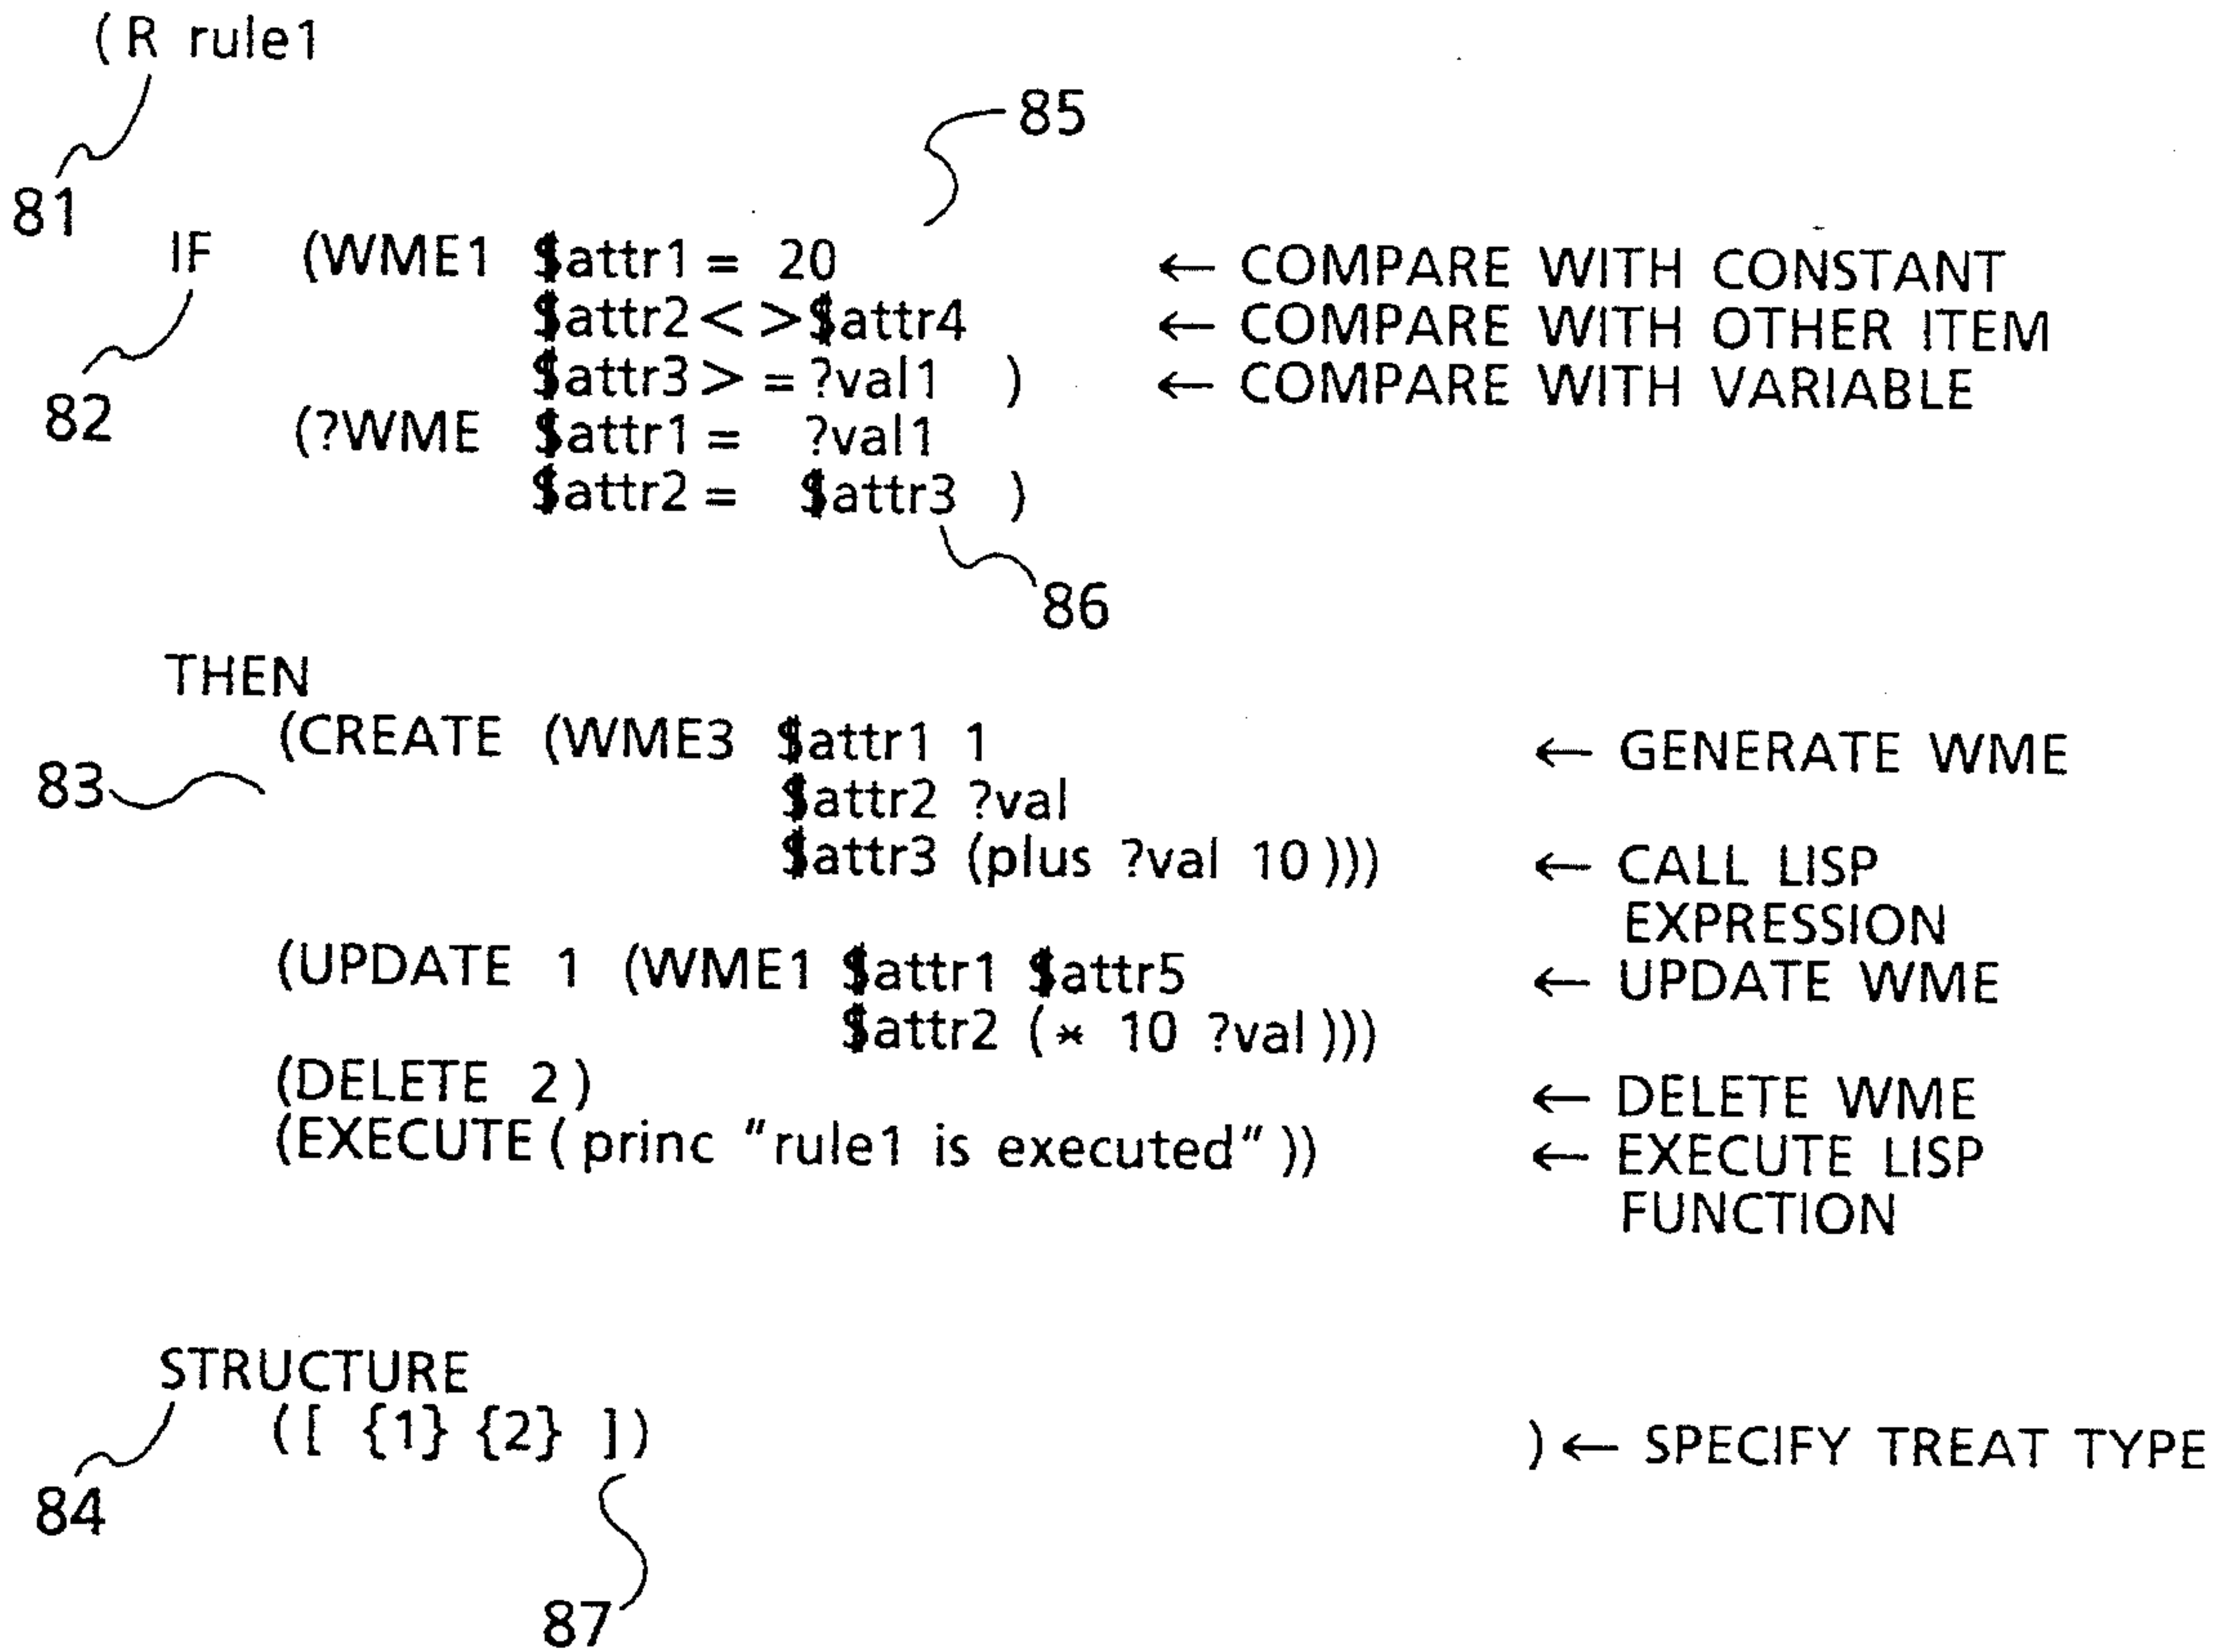 (R rule1
85
81
IF (WME1 $attr1 = 20 ← COMPARE WITH CONSTANT
$attr2 < > $attr4 ← COMPARE WITH OTHER ITEM
$attr3 > = ?val1 ) ← COMPARE WITH VARIABLE
82
(?WME $attr1 = ?val1
$attr2 = $attr3 )
86
THEN
(CREATE (WME3 $attr1 1 ← GENERATE WME
83
$attr2 ?val
$attr3 (plus ?val 10))) ← CALL LISP
EXPRESSION
(UPDATE 1 (WME1 $attr1 $attr5 ← UPDATE WME
$attr2 (* 10 ?val)))
(DELETE 2) ← DELETE WME
(EXECUTE (princ "rule1 is executed")) ← EXECUTE LISP
FUNCTION
STRUCTURE
([ {1} {2} ]) ) ← SPECIFY TREAT TYPE
84
87